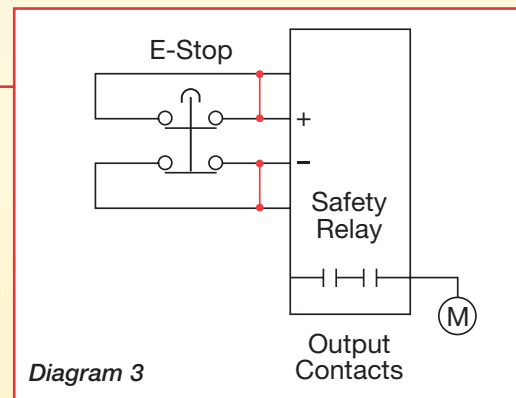 E-Stop
+
−
Safety
Relay
M
Output
Contacts
Diagram 3